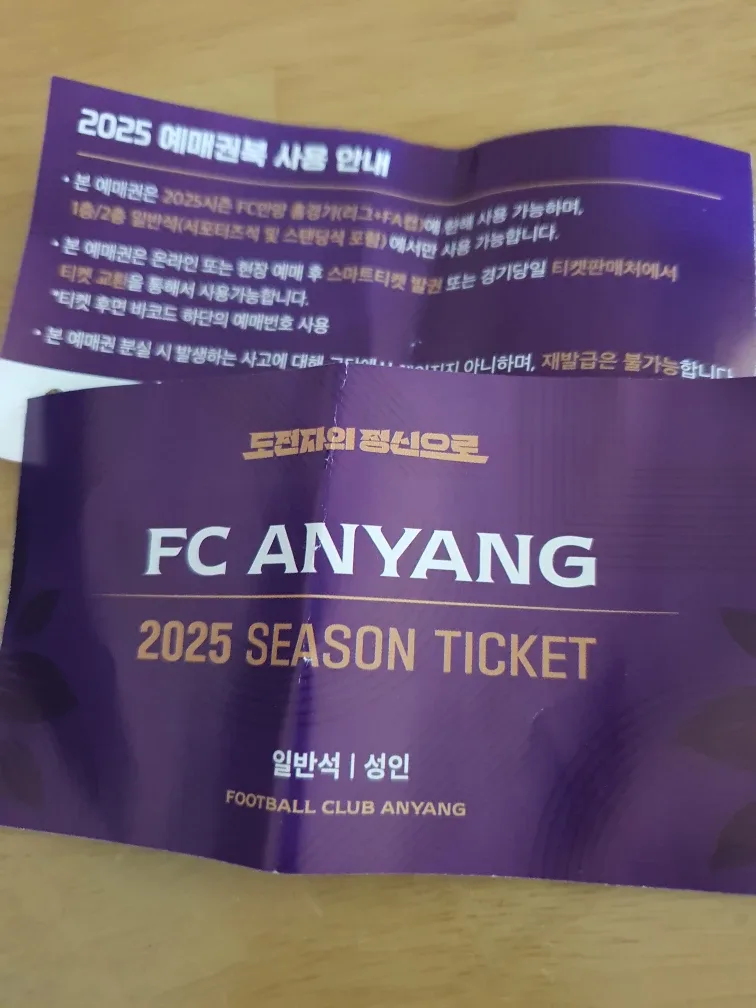 2025 예매권북 사용 안내
• 본 예매권은 2025시즌 FC안양 홈경기(리그+FA컵)에 한해 사용 가능하며,
1층/2층 일반석(서포터즈석 및 스탠딩석 포함) 에서만 사용 가능합니다.
• 본 예매권은 온라인 또는 현장 예매 후 스마트티켓 발권 또는 경기당일 티켓판매처에서
티켓 교환을 통해서 사용가능합니다.
*티켓 후면 바코드 하단의 예매번호 사용
• 본 예매권 분실 시 발생하는 사고에 대해 아니하며, 재발급은 불가능합니다
도전자의 정신으로
FC ANYANG
2025 SEASON TICKET
일반석 | 성인
FOOTBALL CLUB ANYANG